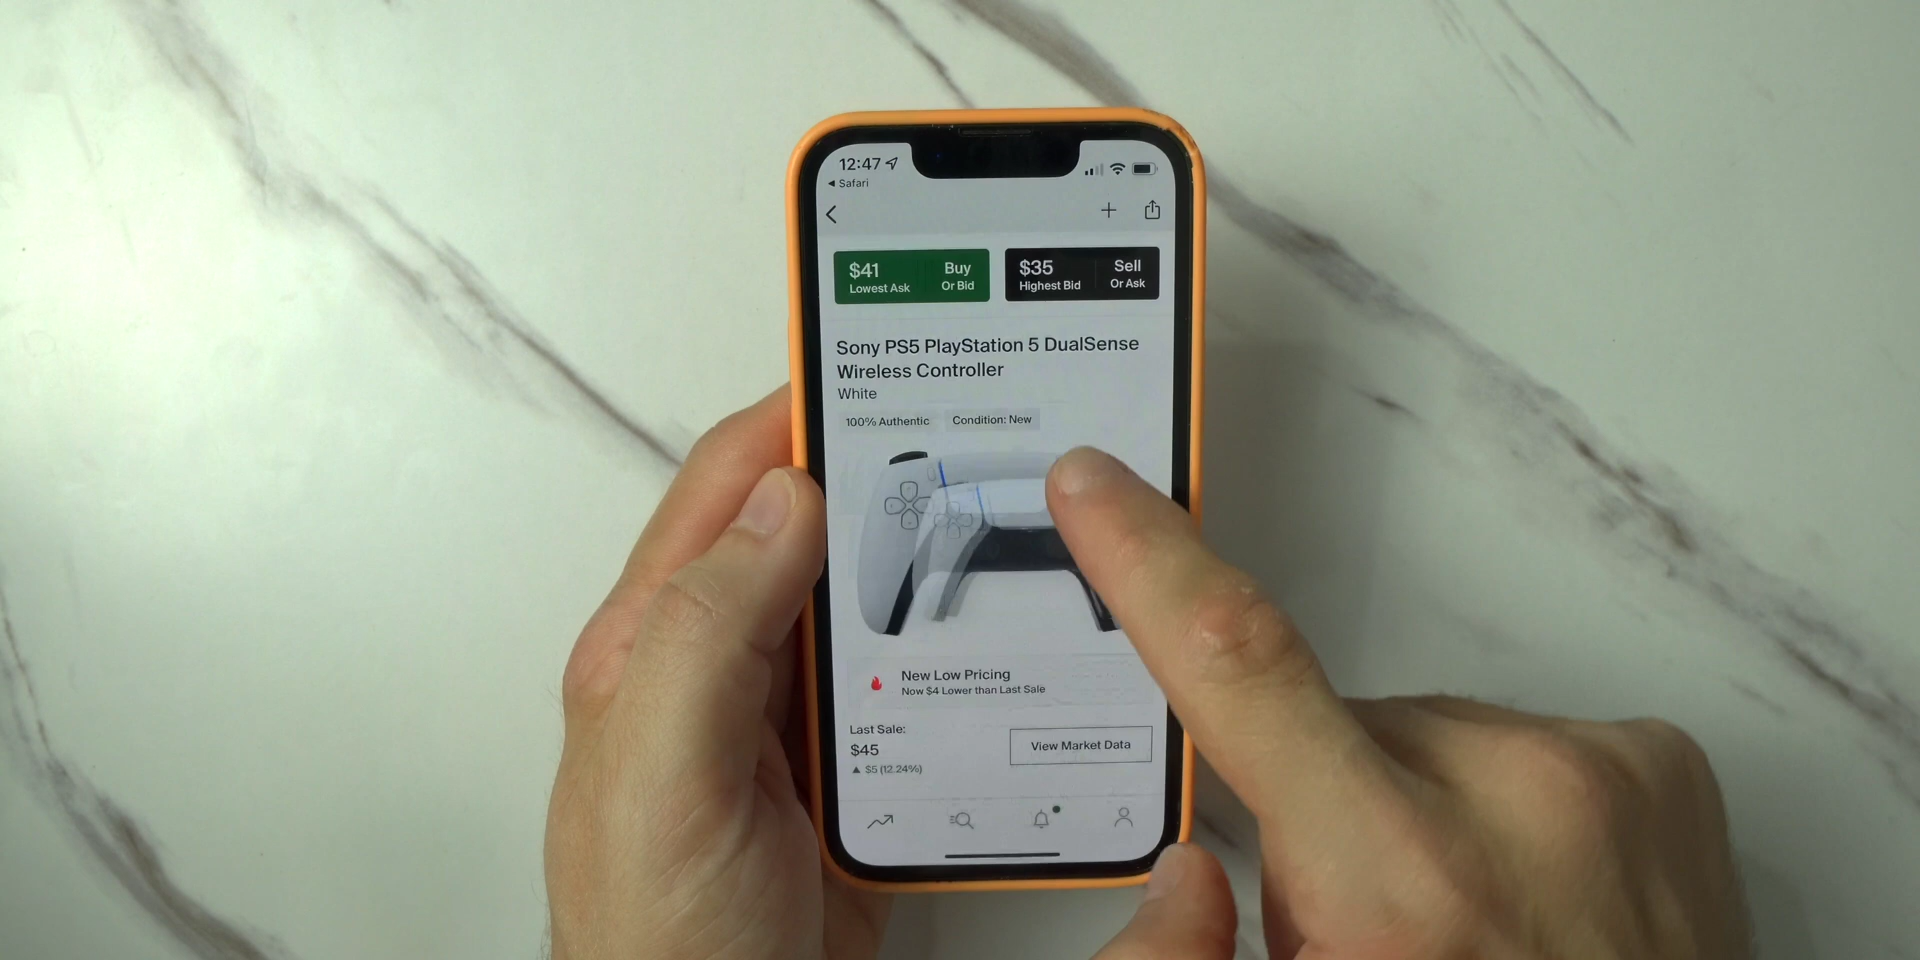 12:47
◄ Safari
$41 Buy
Lowest Ask Or Bid
$35 Sell
Highest Bid Or Ask
Sony PS5 PlayStation 5 DualSense
Wireless Controller
White
100% Authentic Condition: New
New Low Pricing
Now $4 Lower than Last Sale
Last Sale:
$45
▲ $5 (12.24%)
View Market Data